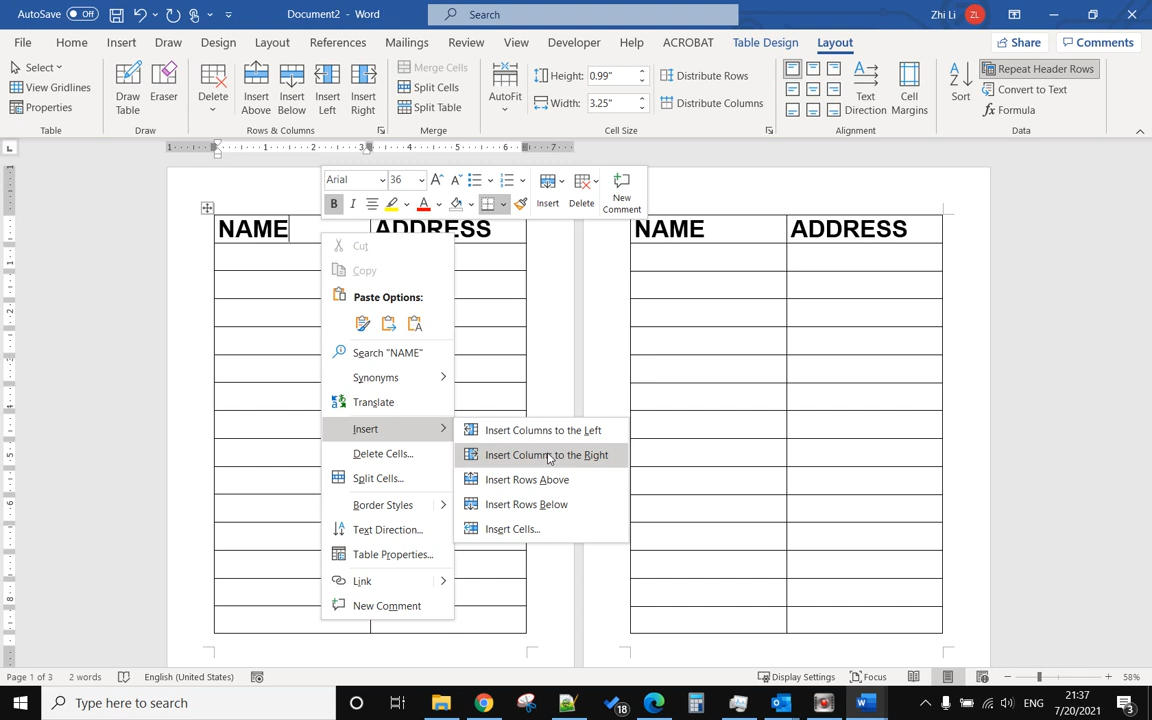 AutoSave Off Document2 - Word Search Zhi Li ZL
File Home Insert Draw Design Layout References Mailings Review View Developer Help ACROBAT Table Design Layout Share Comments
Select
View Gridlines
Properties
Table
Draw Table
Eraser
Draw
Delete
Insert Above
Insert Below
Insert Left
Insert Right
Rows & Columns
Merge Cells
Split Cells
Split Table
Merge
AutoFit
Height: 0.99"
Width: 3.25"
Distribute Rows
Distribute Columns
Cell Size
Text Direction
Cell Margins
Alignment
Sort
Repeat Header Rows
Convert to Text
Formula
Data
Arial 36
B I A
Insert Delete New Comment
NAME ADDRESS NAME ADDRESS
Cut
Copy
Paste Options:
Search "NAME"
Synonyms
Translate
Insert
Delete Cells...
Split Cells...
Border Styles
Text Direction...
Table Properties...
Link
New Comment
Insert Columns to the Left
Insert Columns to the Right
Insert Rows Above
Insert Rows Below
Insert Cells...
Page 1 of 3 2 words English (United States) Display Settings Focus 58%
Type here to search 18 ENG 21:37 7/20/2021 3